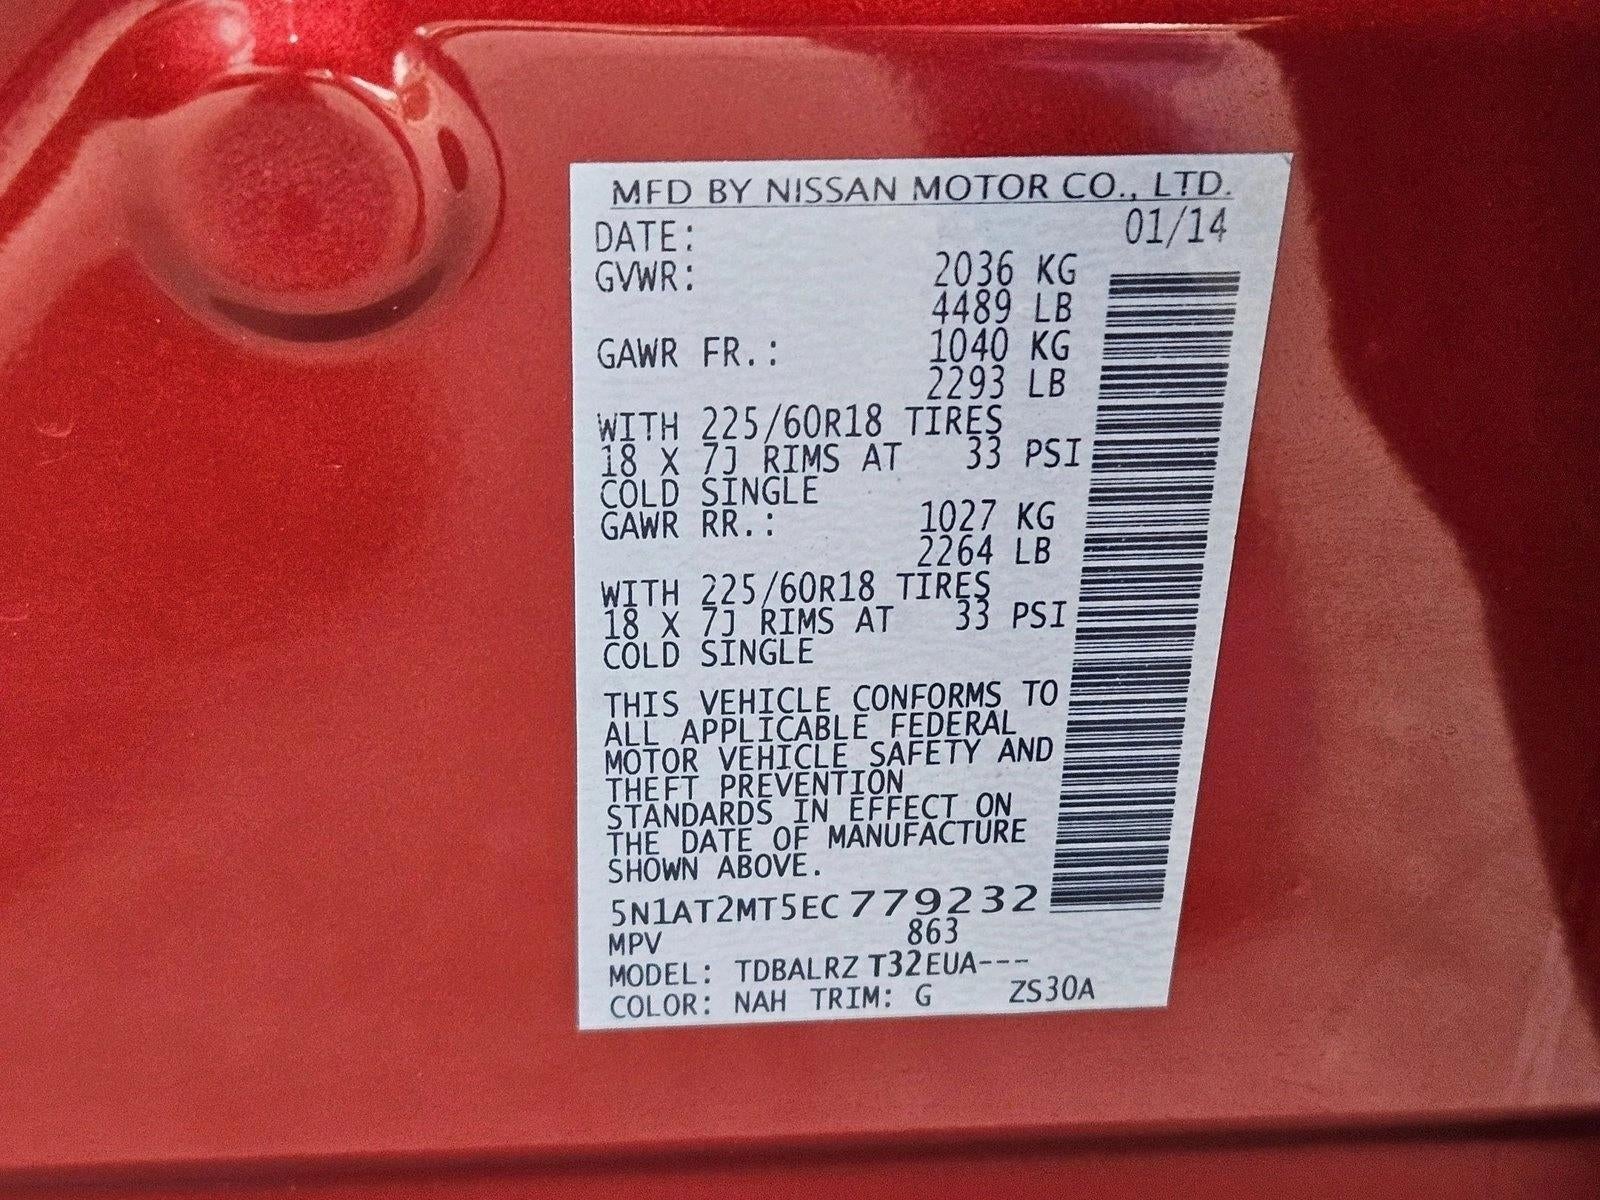 MFD BY NISSAN MOTOR CO., LTD.
DATE: 01/14
GVWR: 2036 KG
4489 LB
GAWR FR.: 1040 KG
2293 LB
WITH 225/60R18 TIRES
18 X 7J RIMS AT 33 PSI
COLD SINGLE
GAWR RR.: 1027 KG
2264 LB
WITH 225/60R18 TIRES
18 X 7J RIMS AT 33 PSI
COLD SINGLE
THIS VEHICLE CONFORMS TO
ALL APPLICABLE FEDERAL
MOTOR VEHICLE SAFETY AND
THEFT PREVENTION
STANDARDS IN EFFECT ON
THE DATE OF MANUFACTURE
SHOWN ABOVE.
5N1AT2MT5EC779232
MPV 863
MODEL: TDBALRZ T32EUA---
COLOR: NAH TRIM: G ZS30A